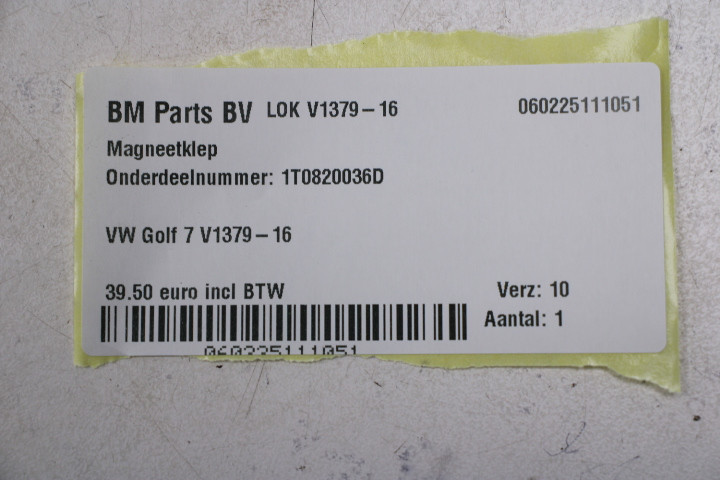 BM Parts BV LOK V1379-16 060225111051
Magneetklep
Onderdeelnummer: 1T0820036D
VW Golf 7 V1379-16
39.50 euro incl BTW Verz: 10
Aantal: 1
060225111051